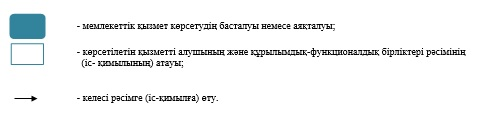 - мемлекеттік қызмет көрсетудің басталуы немесе аяқталуы;
- көрсетілетін қызметті алушының және құрылымдық-функционалдық бірліктері рәсімінің
(іс- қимылының) атауы;
- келесі рәсімге (іс-қимылға) өту.